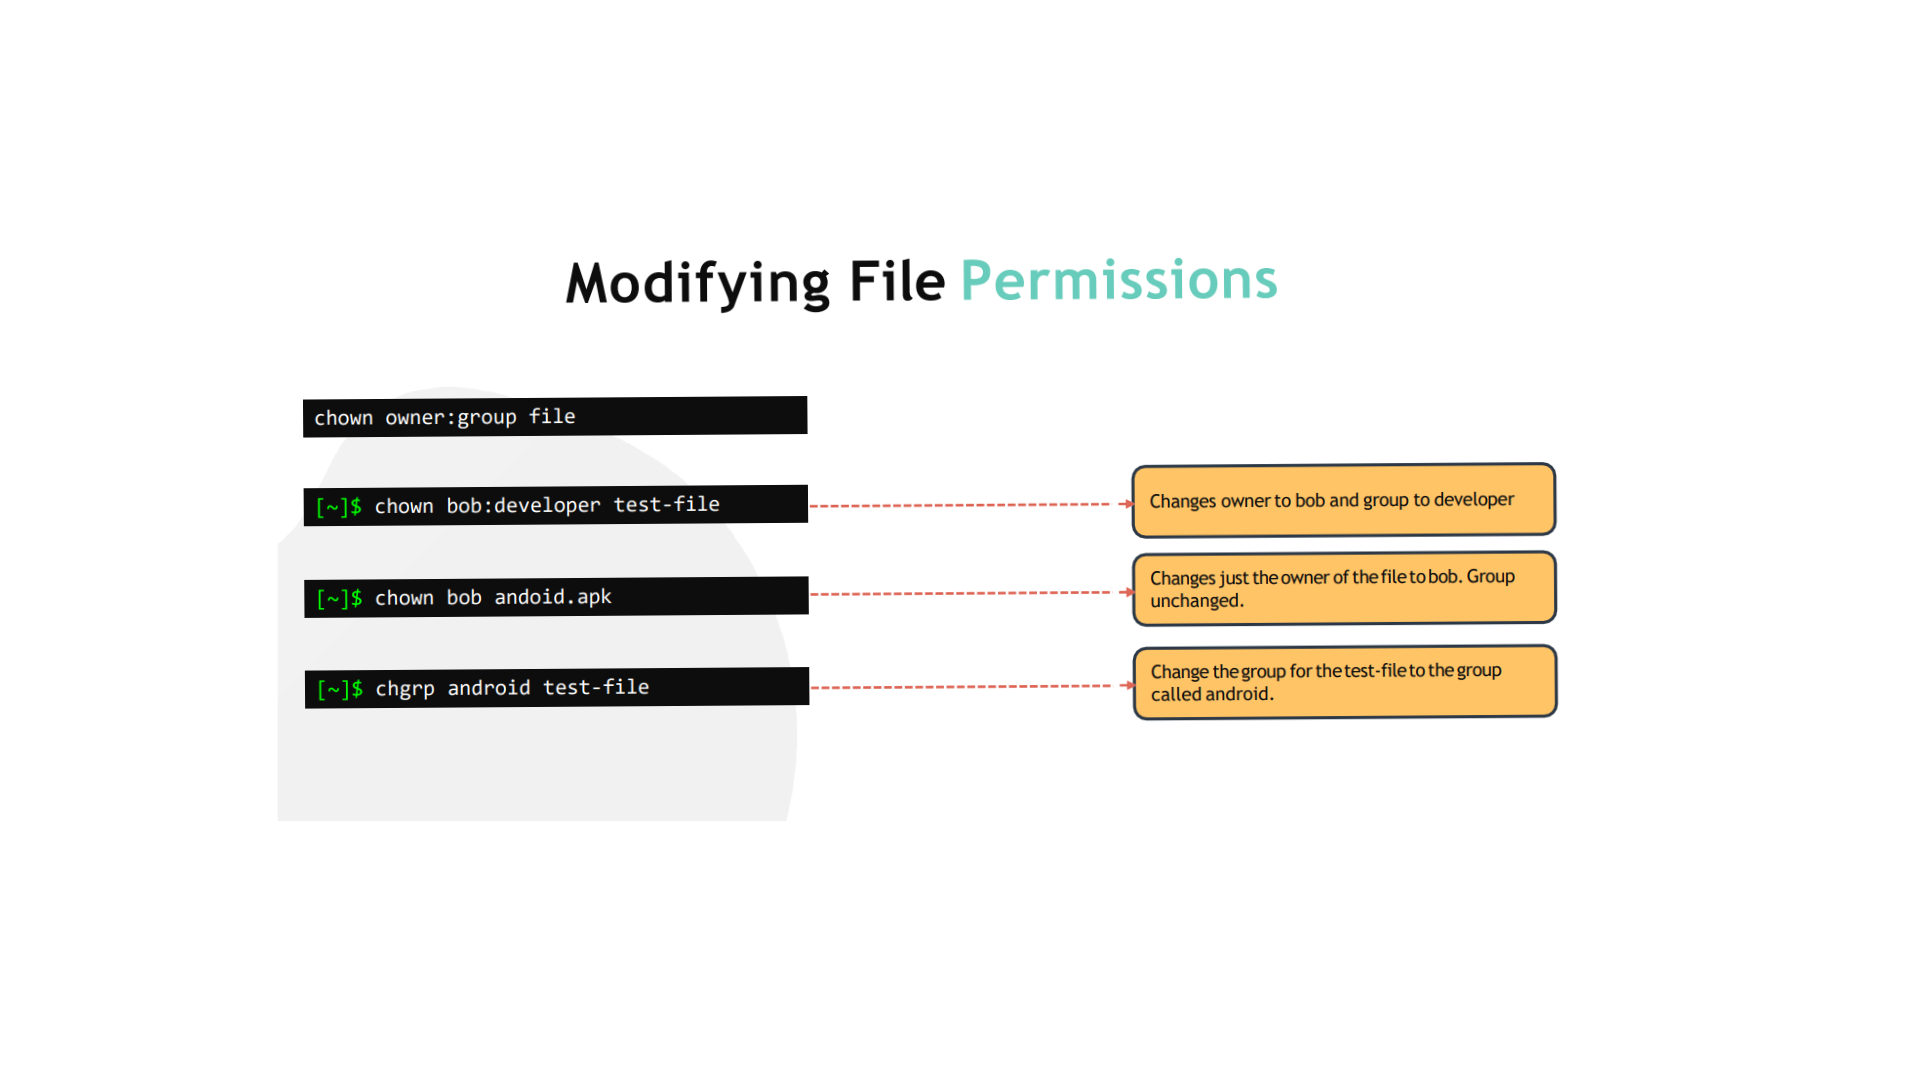 Modifying File Permissions
chown owner:group file
[~]$ chown bob:developer test-file
Changes owner to bob and group to developer
[~]$ chown bob andoid.apk
Changes just the owner of the file to bob. Group
unchanged.
[~]$ chgrp android test-file
Change the group for the test-file to the group
called android.